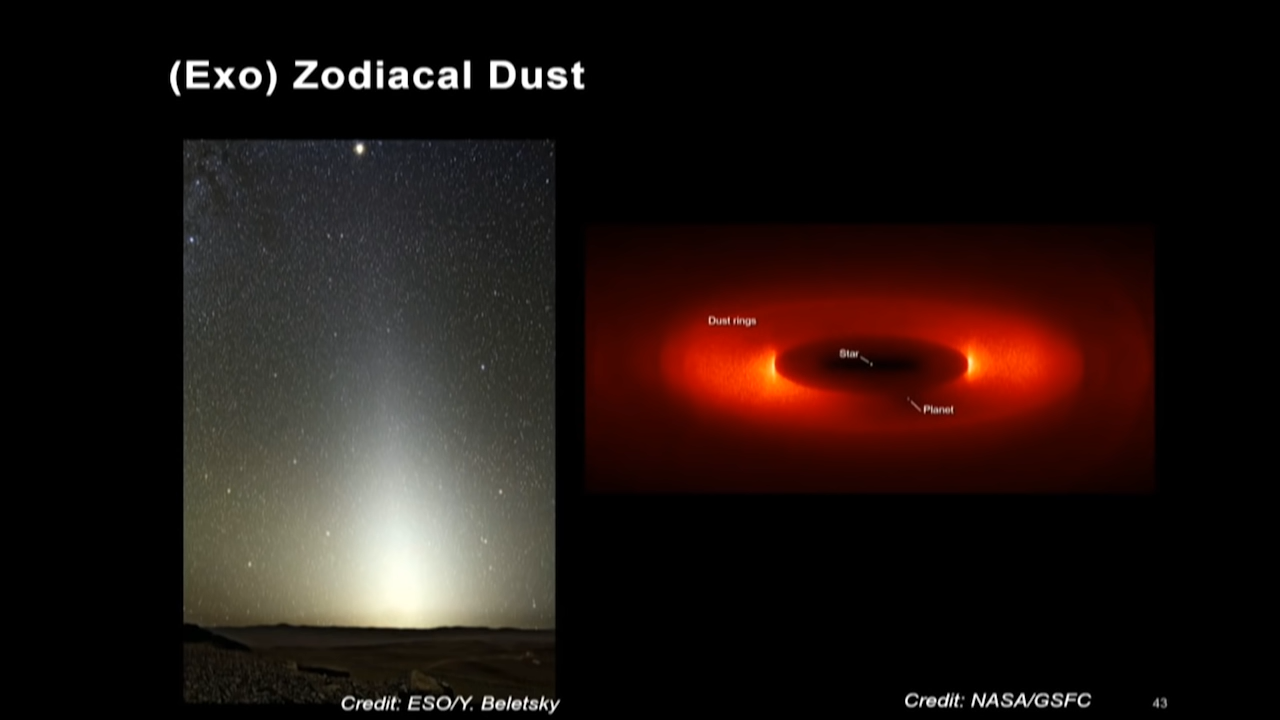 (Exo) Zodiacal Dust
Dust rings
Star
Planet
Credit: ESO/Y. Beletsky
Credit: NASA/GSFC
43